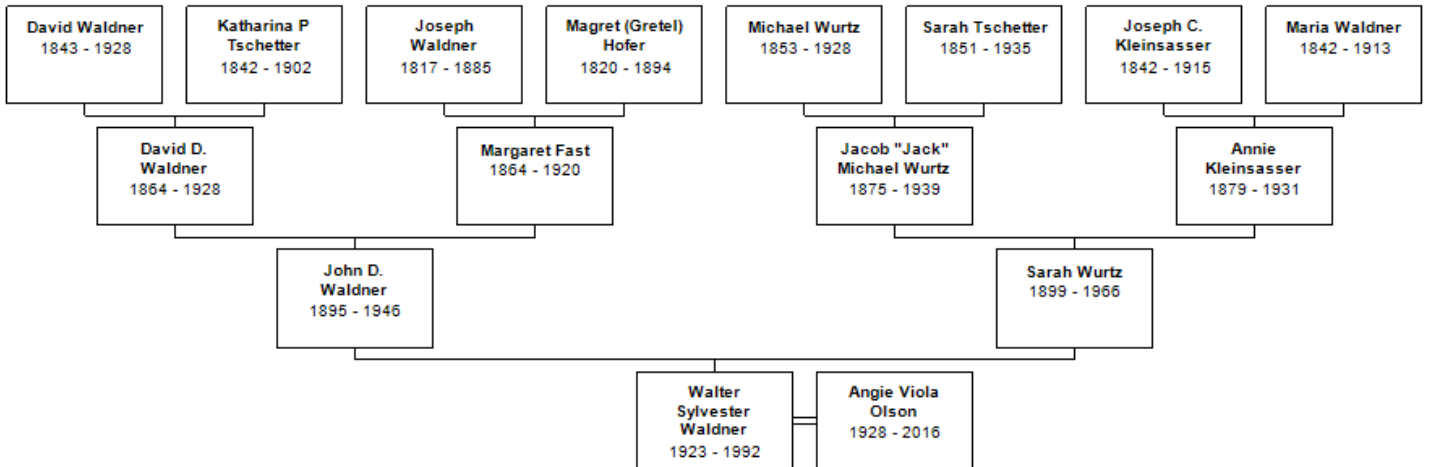 David Waldner
1843 - 1928
Katharina P
Tschetter
1842 - 1902
Joseph
Waldner
1817 - 1885
Magret (Gretel)
Hofer
1820 - 1894
Michael Wurtz
1853 - 1928
Sarah Tschetter
1851 - 1935
Joseph C.
Kleinsasser
1842 - 1915
Maria Waldner
1842 - 1913
David D.
Waldner
1864 - 1928
Margaret Fast
1864 - 1920
Jacob "Jack"
Michael Wurtz
1875 - 1939
Annie
Kleinsasser
1879 - 1931
John D.
Waldner
1895 - 1946
Sarah Wurtz
1899 - 1966
Walter
Sylvester
Waldner
1923 - 1992
Angie Viola
Olson
1928 - 2016